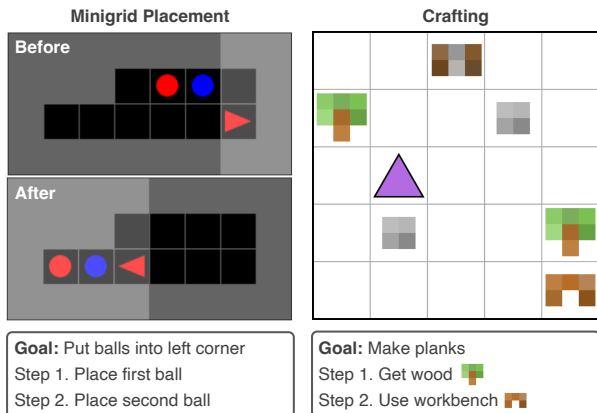 Minigrid Placement
Before
After
Goal: Put balls into left corner
Step 1. Place first ball
Step 2. Place second ball
Crafting
Goal: Make planks
Step 1. Get wood
Step 2. Use workbench